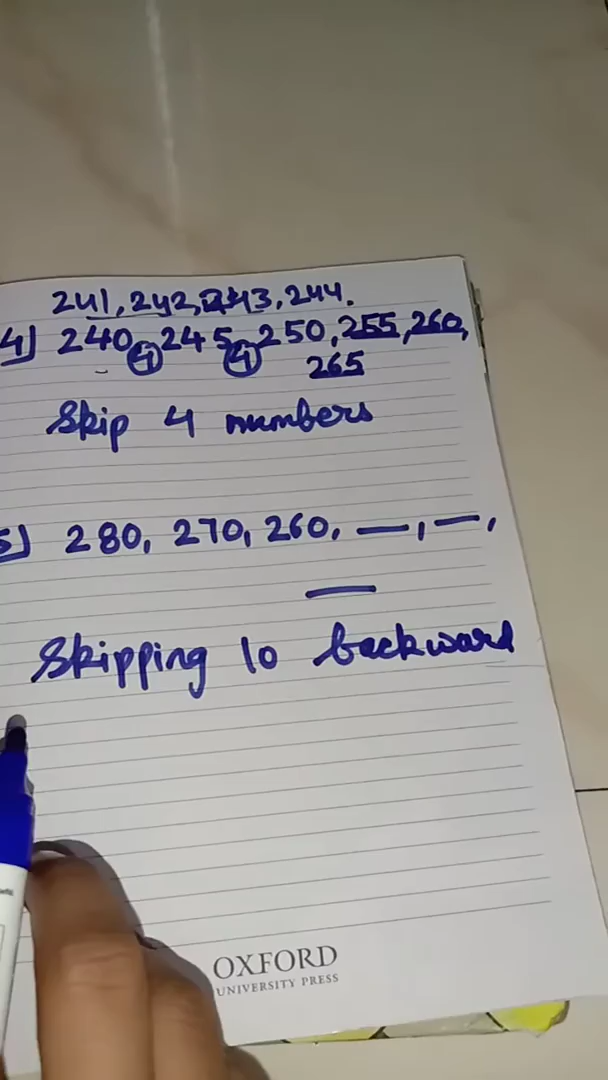 241, 242, 243, 244.
4) 240 ④ 245 ④ 250, 255, 260,
265
Skip 4 numbers
5) 280, 270, 260, —, —,
—
Skipping 10 backward
OXFORD
UNIVERSITY PRESS